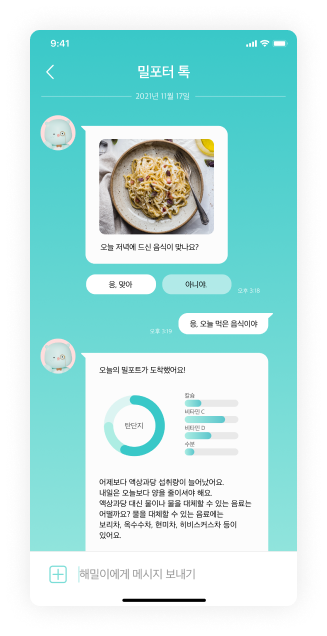 9:41
밀포터 톡
2021년 11월 17일
오늘 저녁에 드신 음식이 맞나요?
응, 맞아
아니야.
오후 3:19
응, 오늘 먹은 음식이야
오후 3:19
오늘의 밀포트가 도착했어요!
탄단지
칼슘
비타민 C
비타민 D
수분
어제보다 액상과당 섭취량이 늘어났어요.
내일은 오늘보다 양을 줄이셔야 해요.
액상과당 대신 물이나 물을 대체할 수 있는 음료는
어떨까요? 물을 대체할 수 있는 음료에는
보리차, 옥수수차, 현미차, 히비스커스차 등이
있어요.
해밀이에게 메시지 보내기